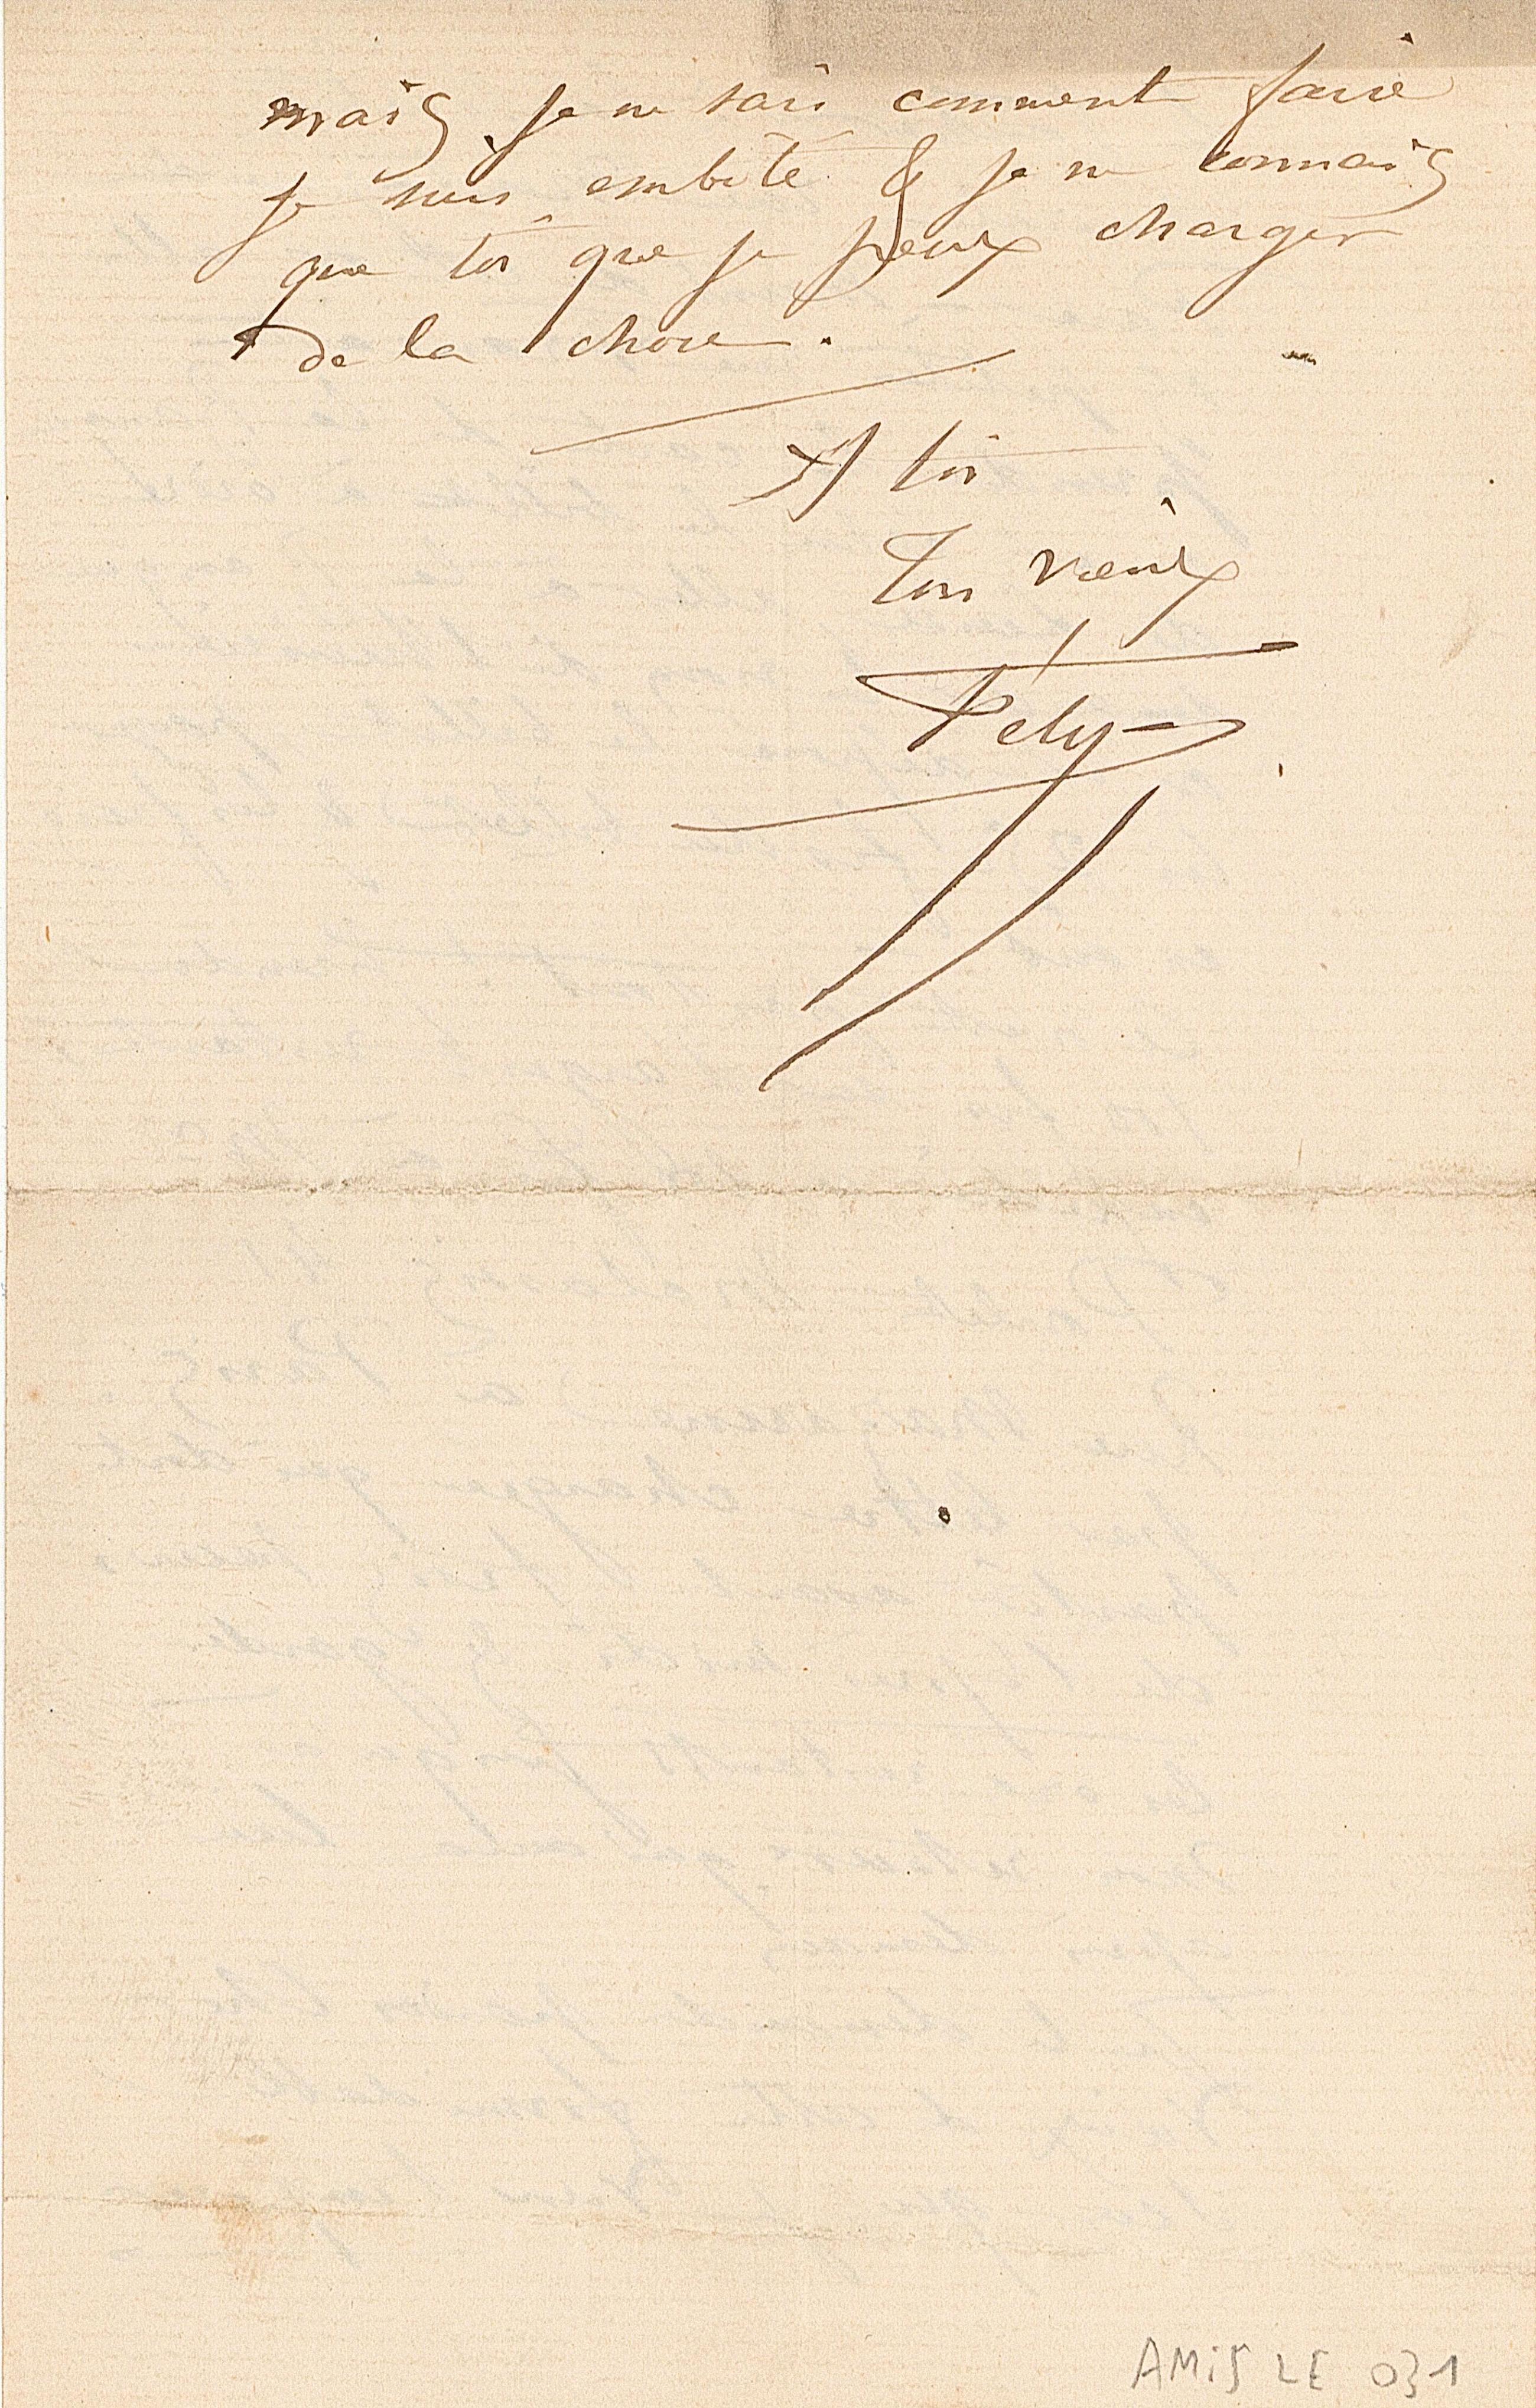 mais je ne sais comment faire
je suis embêté & je ne connais
que toi que je peux charger
de la chose.
A toi
Ton vieux
Fély
AMIS LE 031